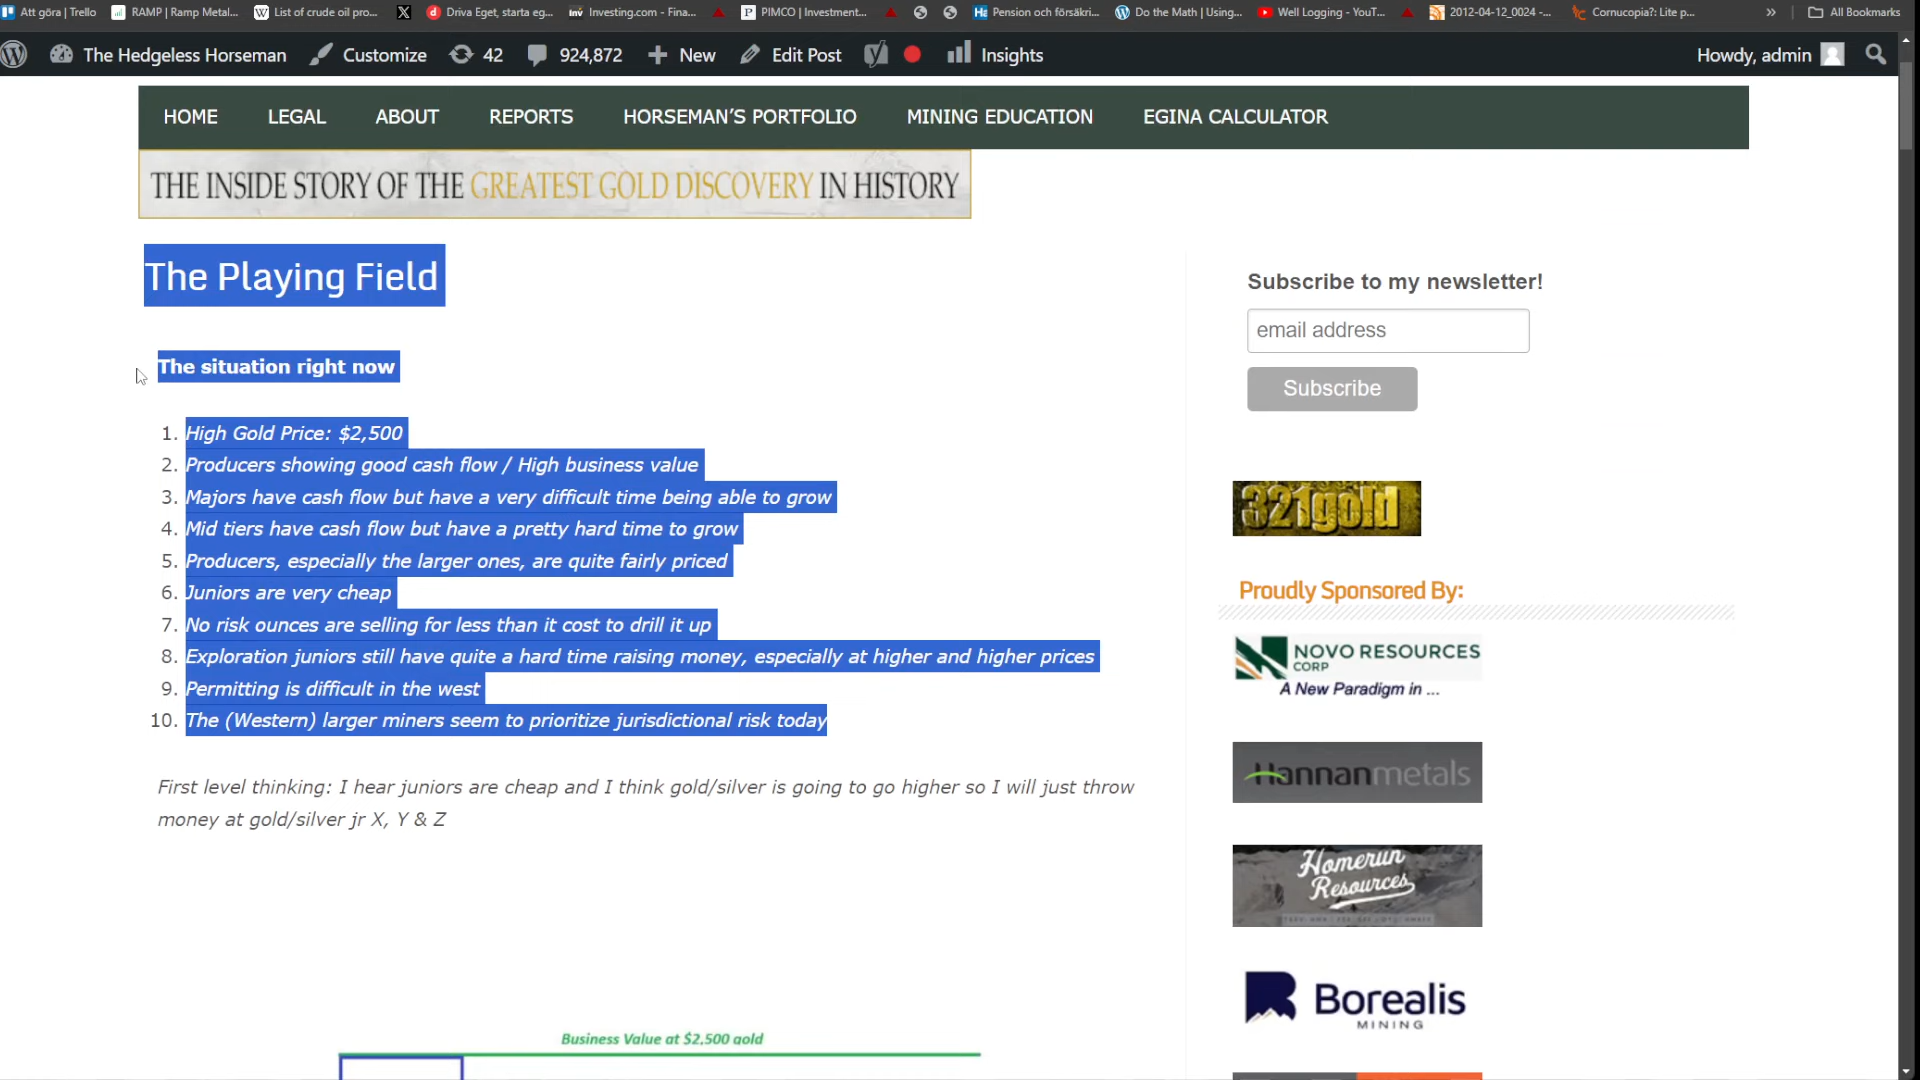 Att göra | Trello
RAMP | Ramp Metal...
List of crude oil pro...
Driva Eget, starta eg...
Investing.com - Fina...
PIMCO | Investment...
Pension och försäkri...
Do the Math | Using...
Well Logging - YouT...
2012-04-12_0024 -...
Cornucopia?: Lite p...
» All Bookmarks
The Hedgeless Horseman
Customize
42
924,872
New
Edit Post
Insights
Howdy, admin
HOME LEGAL ABOUT REPORTS HORSEMAN'S PORTFOLIO MINING EDUCATION EGINA CALCULATOR
THE INSIDE STORY OF THE GREATEST GOLD DISCOVERY IN HISTORY
The Playing Field
The situation right now
1. High Gold Price: $2,500
2. Producers showing good cash flow / High business value
3. Majors have cash flow but have a very difficult time being able to grow
4. Mid tiers have cash flow but have a pretty hard time to grow
5. Producers, especially the larger ones, are quite fairly priced
6. Juniors are very cheap
7. No risk ounces are selling for less than it cost to drill it up
8. Exploration juniors still have quite a hard time raising money, especially at higher and higher prices
9. Permitting is difficult in the west
10. The (Western) larger miners seem to prioritize jurisdictional risk today
First level thinking: I hear juniors are cheap and I think gold/silver is going to go higher so I will just throw
money at gold/silver jr X, Y & Z
Business Value at $2,500 gold
Subscribe to my newsletter!
email address
Subscribe
321gold
Proudly Sponsored By:
NOVO RESOURCES
CORP
A New Paradigm in ...
Hannanmetals
Homerun
Resources
Borealis
MINING